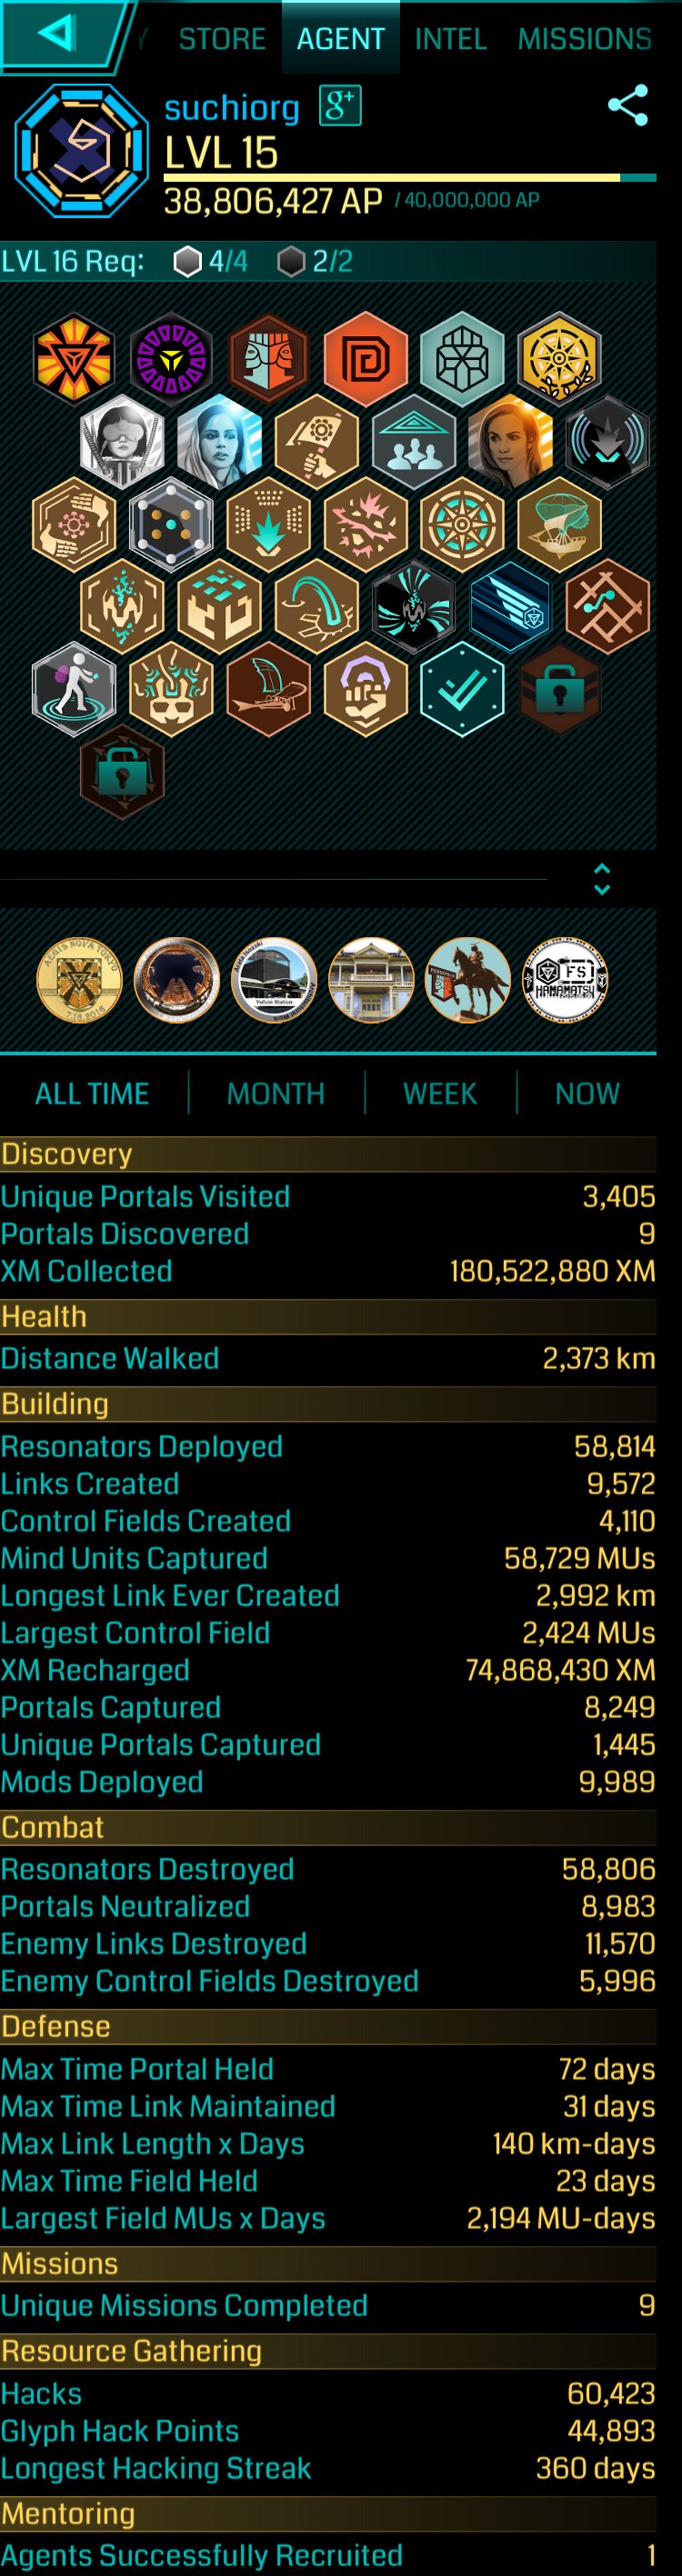 STORE AGENT INTEL MISSIONS
suchiorg g+
LVL 15
38,806,427 AP / 40,000,000 AP
LVL 16 Req: 4/4 2/2
AEGIS NOVA TOKYO
7.16.2016
Arata Isozaki
Yufuin Station
FS
HAMAMATSU
ALL TIME MONTH WEEK NOW
Discovery
Unique Portals Visited 3,405
Portals Discovered 9
XM Collected 180,522,880 XM
Health
Distance Walked 2,373 km
Building
Resonators Deployed 58,814
Links Created 9,572
Control Fields Created 4,110
Mind Units Captured 58,729 MUs
Longest Link Ever Created 2,992 km
Largest Control Field 2,424 MUs
XM Recharged 74,868,430 XM
Portals Captured 8,249
Unique Portals Captured 1,445
Mods Deployed 9,989
Combat
Resonators Destroyed 58,806
Portals Neutralized 8,983
Enemy Links Destroyed 11,570
Enemy Control Fields Destroyed 5,996
Defense
Max Time Portal Held 72 days
Max Time Link Maintained 31 days
Max Link Length x Days 140 km-days
Max Time Field Held 23 days
Largest Field MUs x Days 2,194 MU-days
Missions
Unique Missions Completed 9
Resource Gathering
Hacks 60,423
Glyph Hack Points 44,893
Longest Hacking Streak 360 days
Mentoring
Agents Successfully Recruited 1